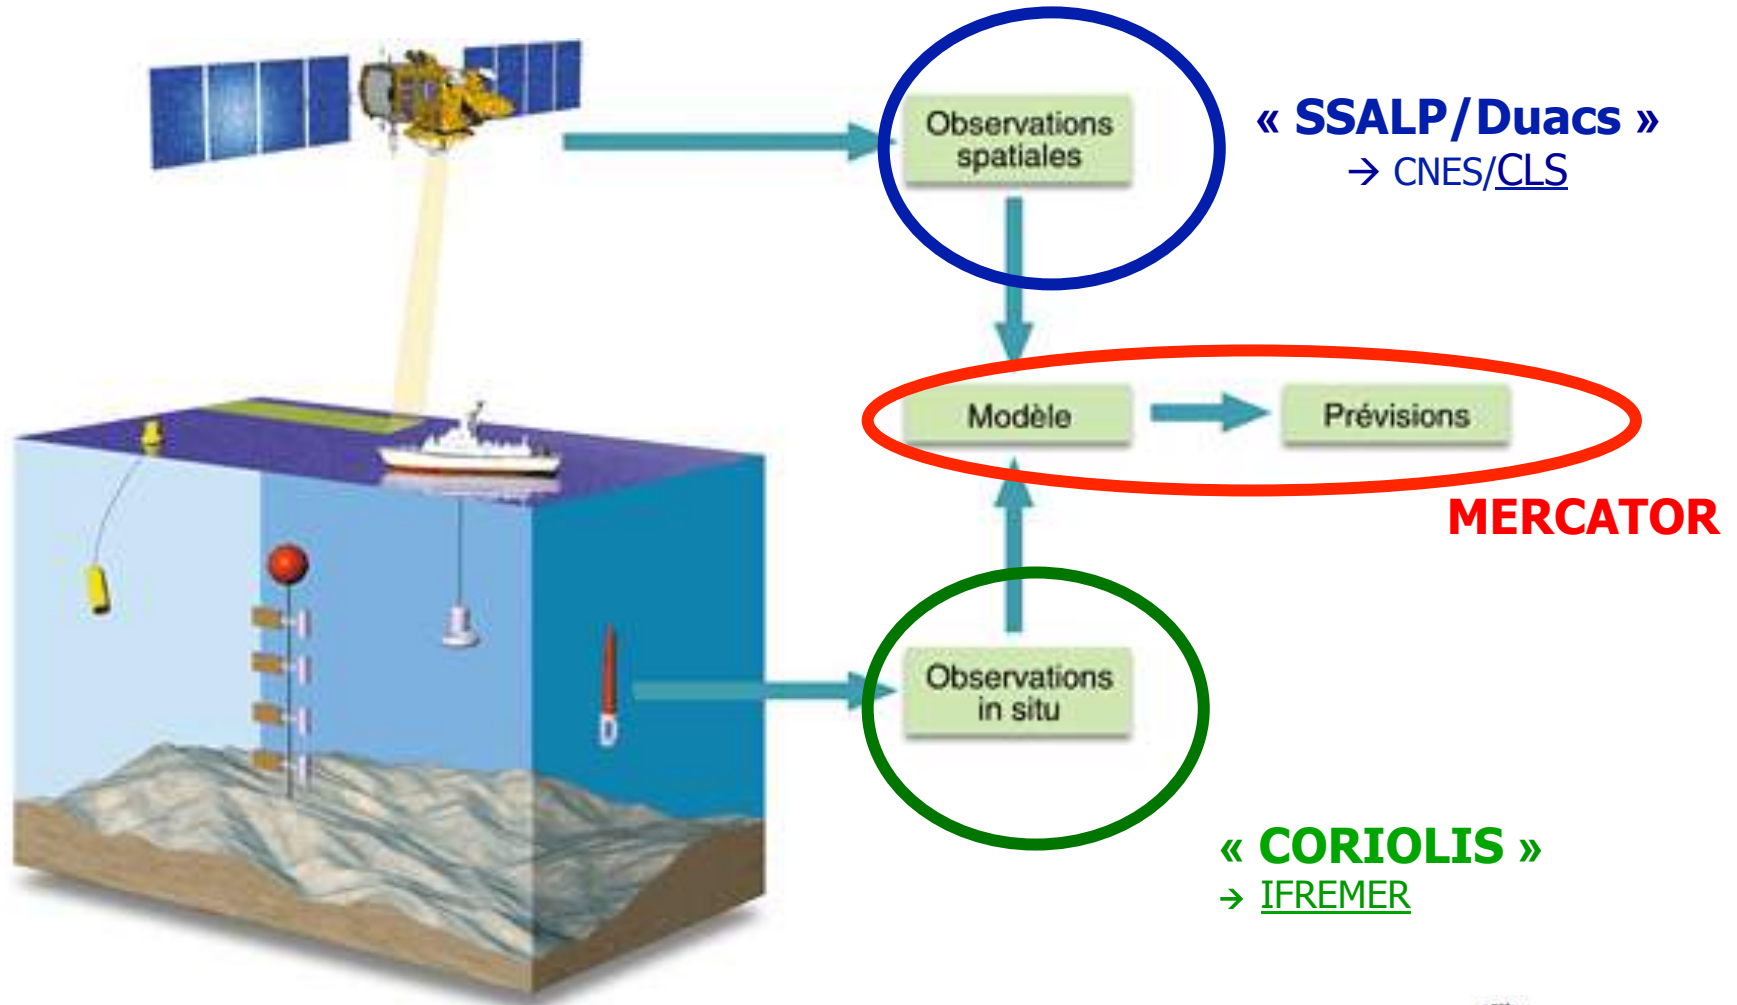 Observations
spatiales
« SSALP/Duacs »
→ CNES/CLS
Modèle
Prévisions
MERCATOR
Observations
in situ
« CORIOLIS »
→ IFREMER